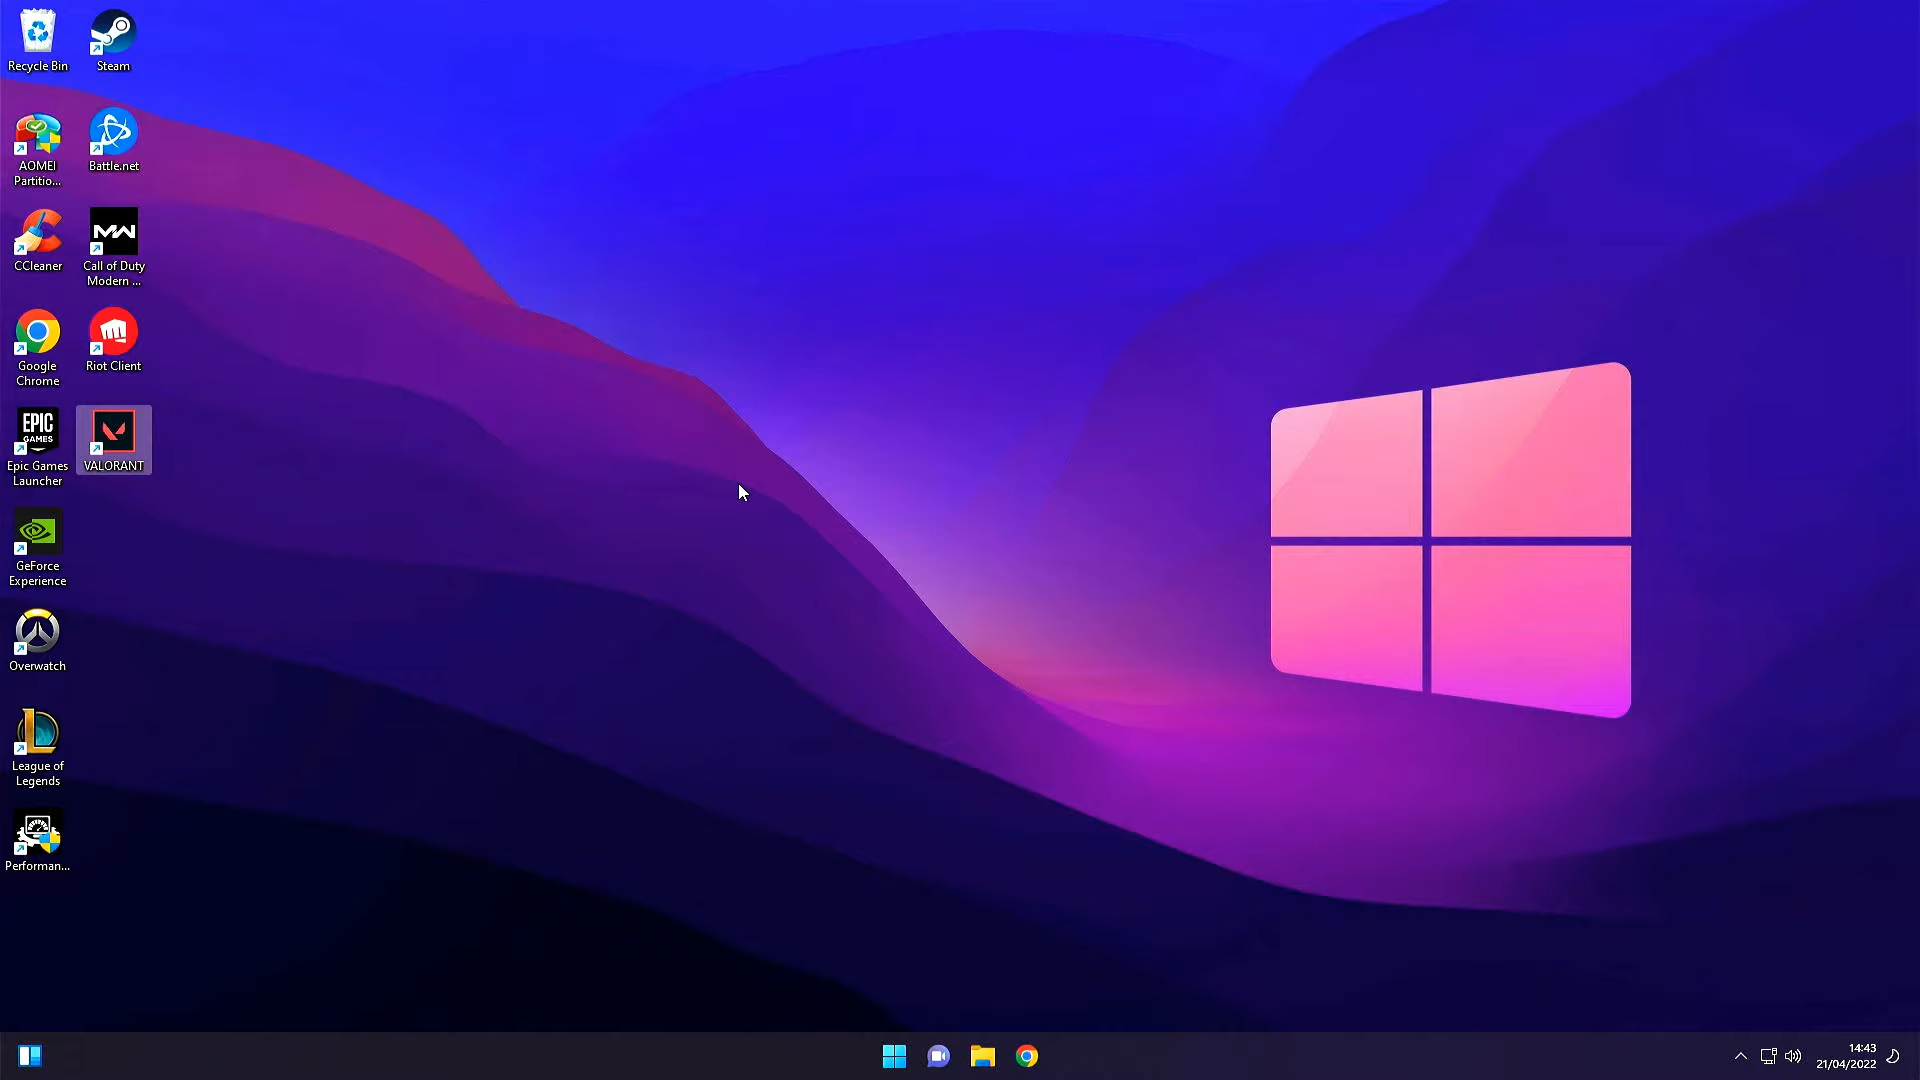 Recycle Bin
Steam
AOMEI
Partitio...
Battle.net
CCleaner
Call of Duty
Modern ...
Google
Chrome
Riot Client
EPIC
GAMES
Epic Games
Launcher
VALORANT
GeForce
Experience
Overwatch
League of
Legends
Performan...
14:43
21/04/2022